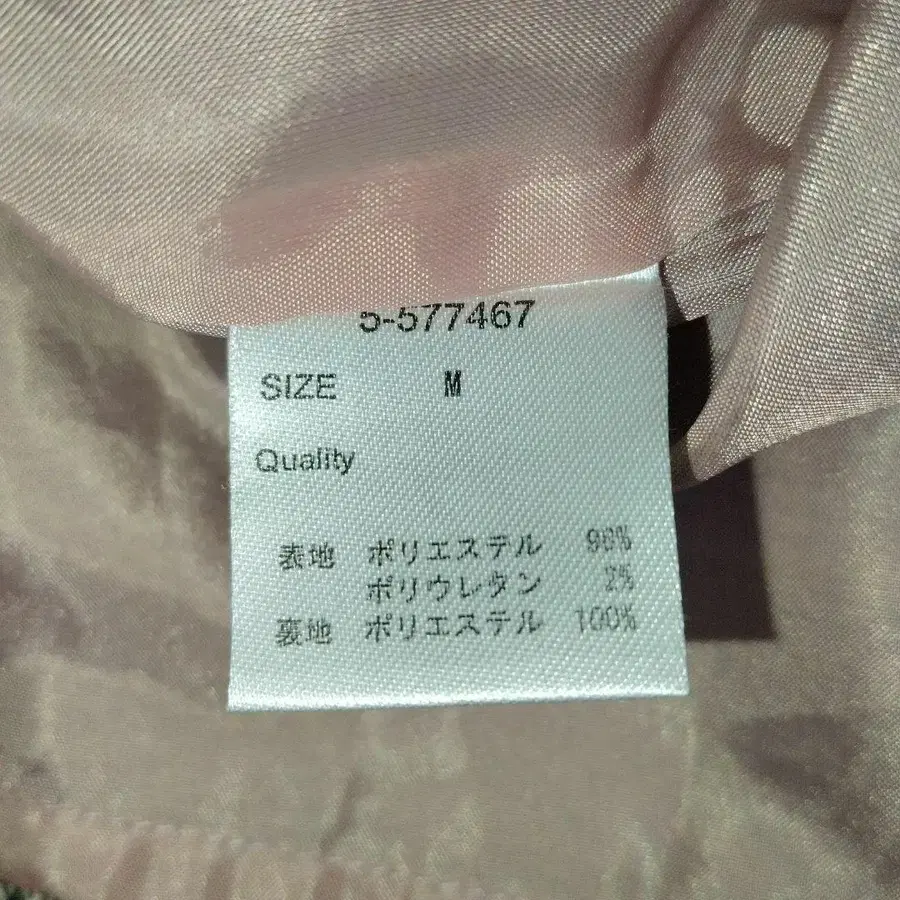 5-577467
SIZE M
Quality
表地 ポリエステル 98%
ポリウレタン 2%
裏地 ポリエステル 100%